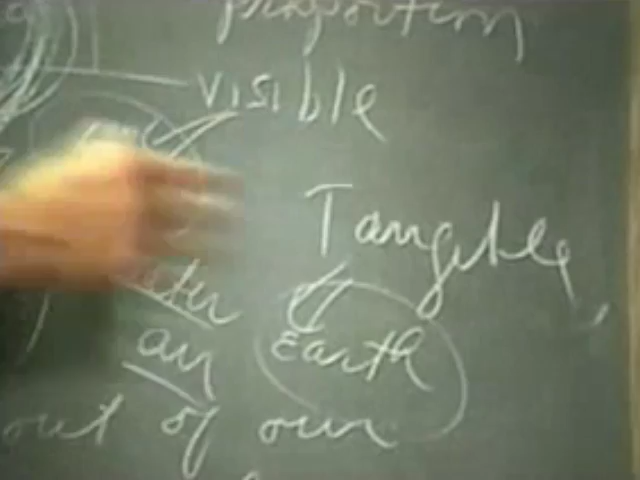 proportion
visible
Tangible,
air Earth
out of our